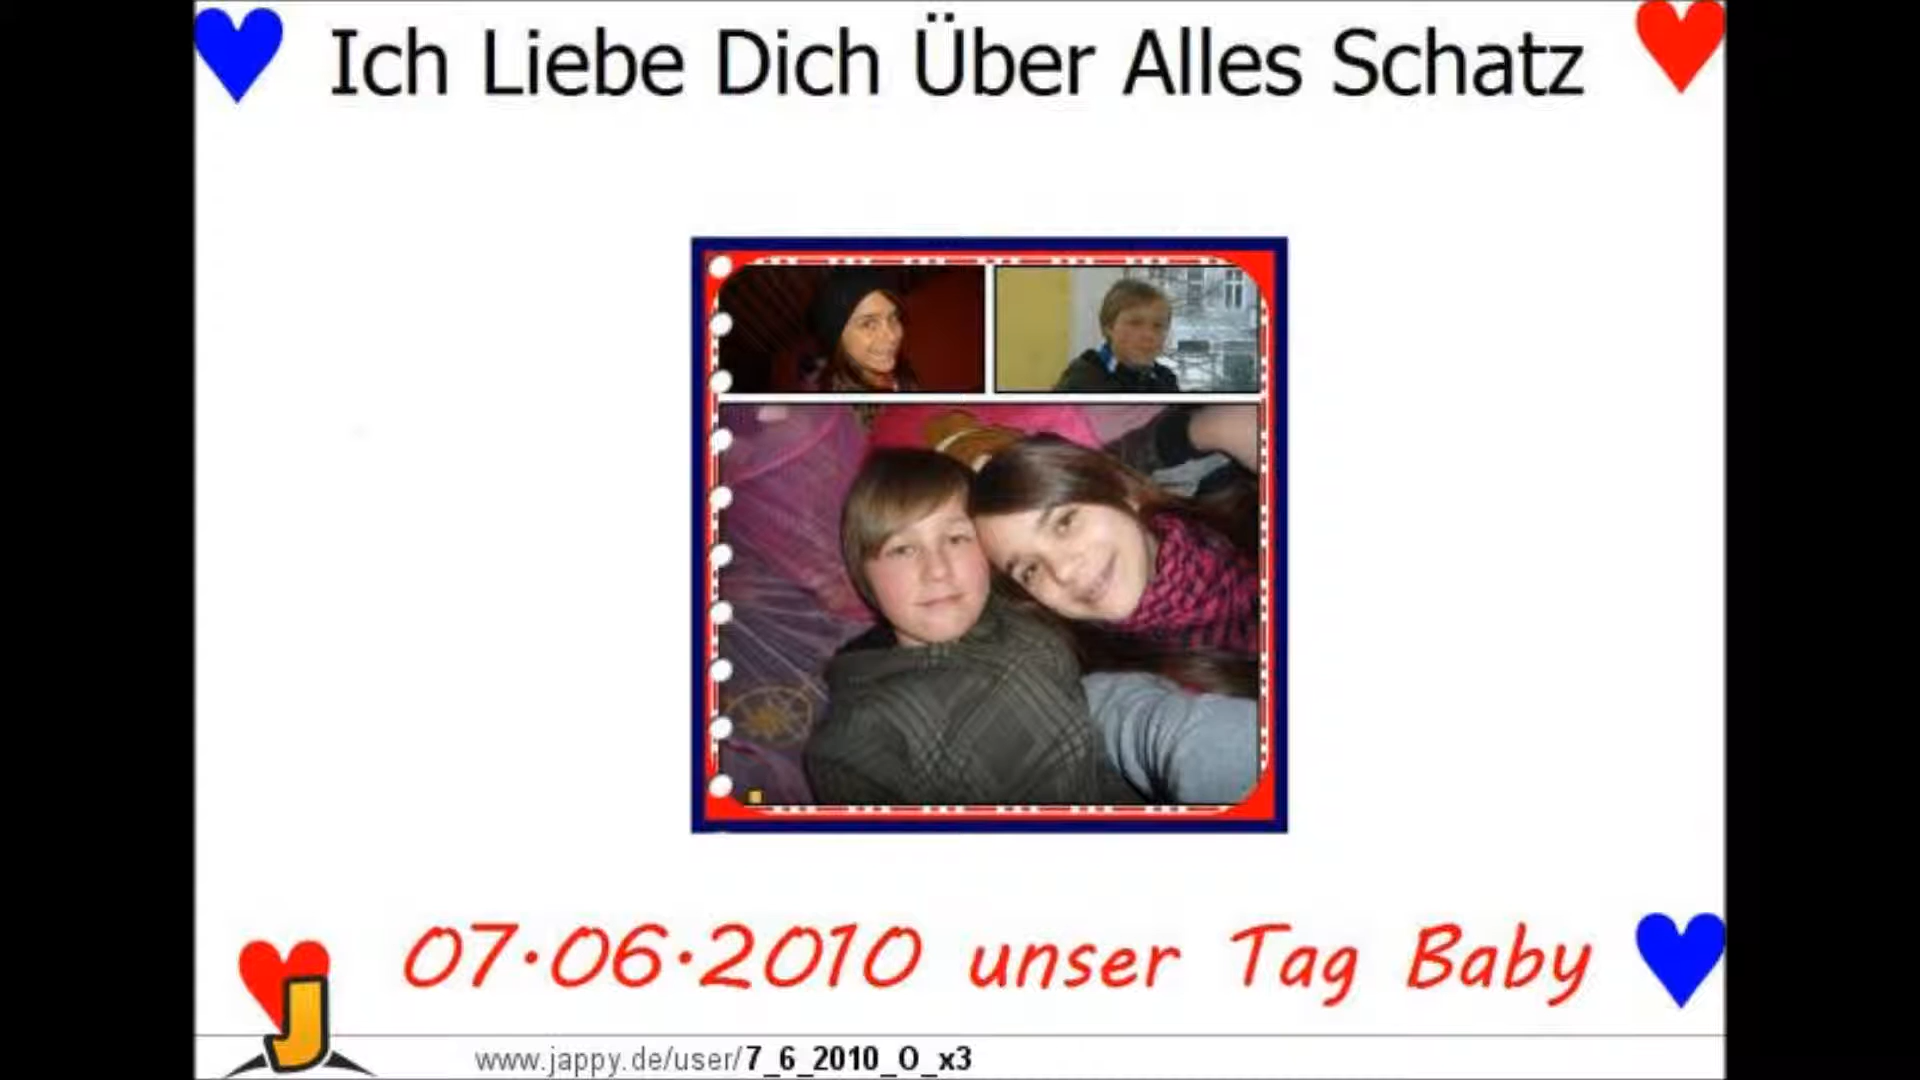 Ich Liebe Dich Über Alles Schatz
07.06.2010 unser Tag Baby
J
www.jappy.de/user/7_6_2010_O_x3